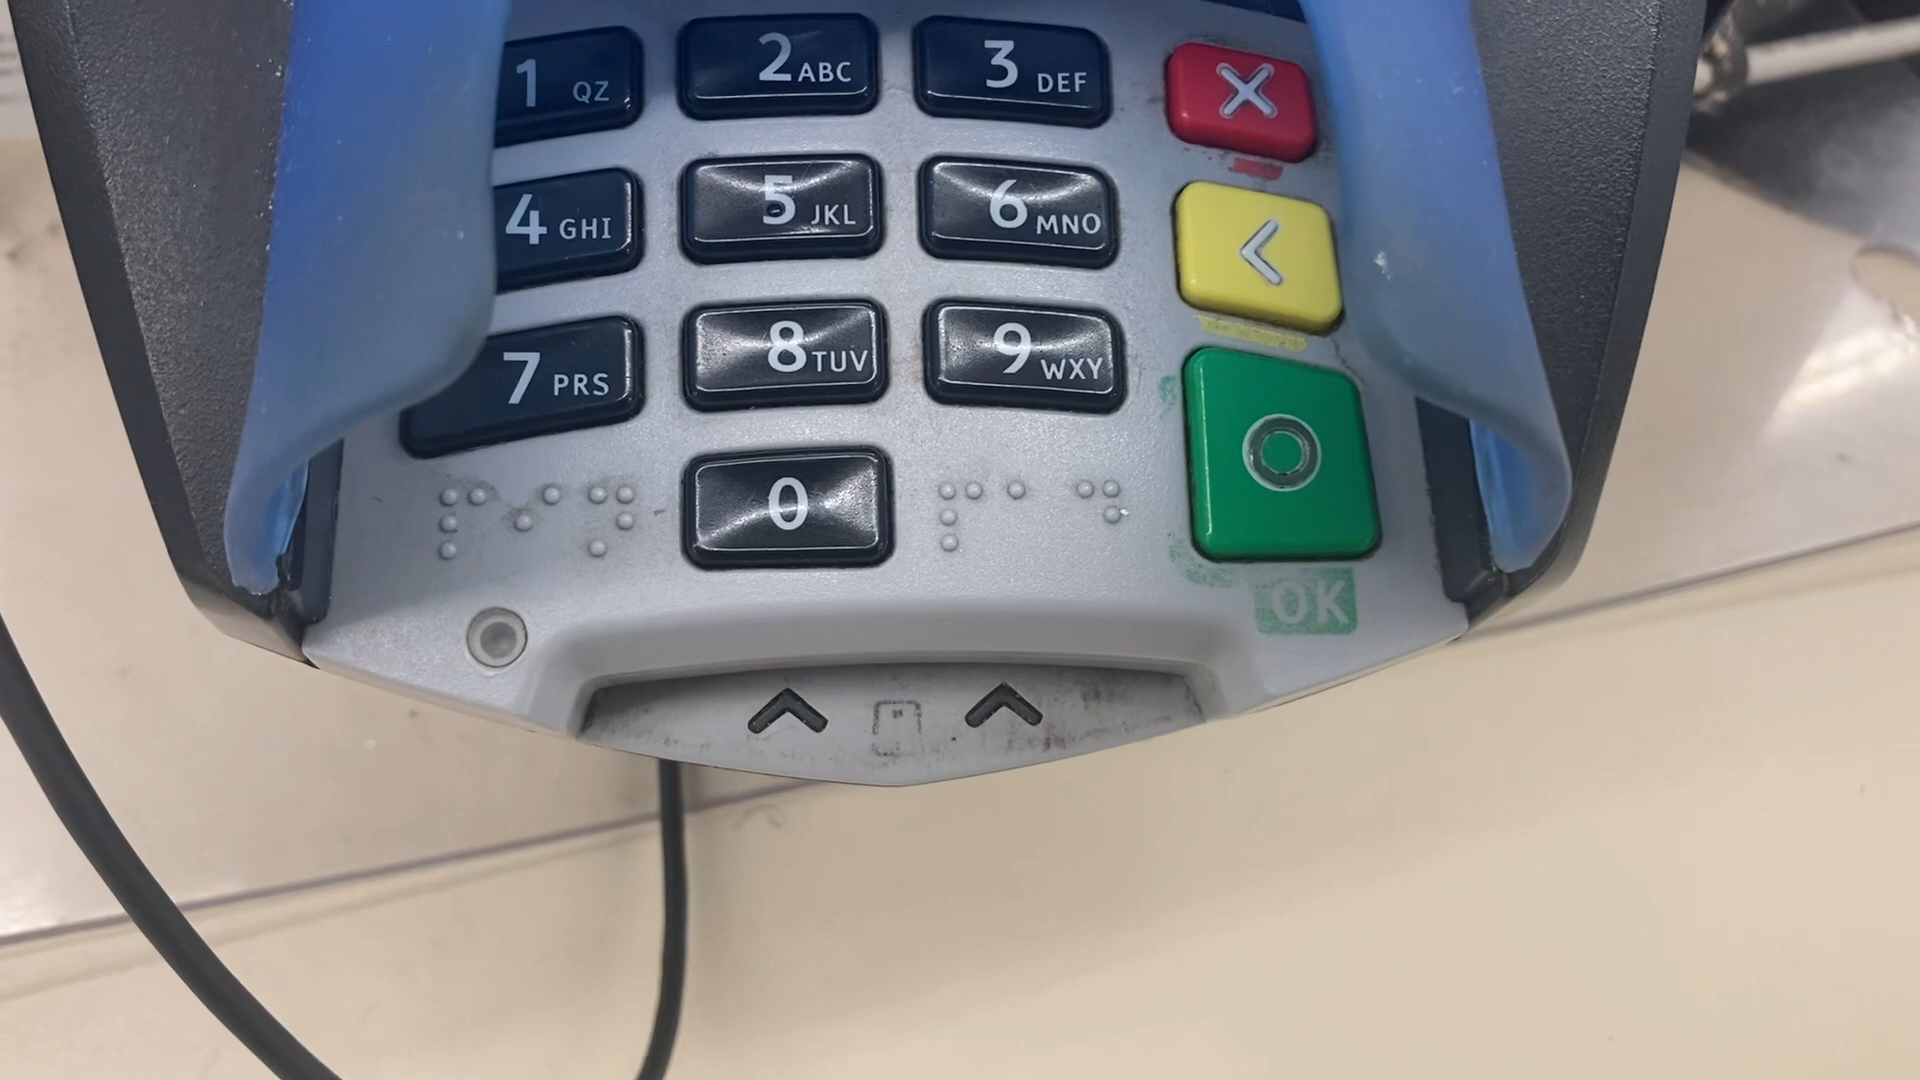 1 QZ 2 ABC 3 DEF
4 GHI 5 JKL 6 MNO
7 PRS 8 TUV 9 WXY
⠏⠊⠝ 0 ⠏⠁⠙
OK